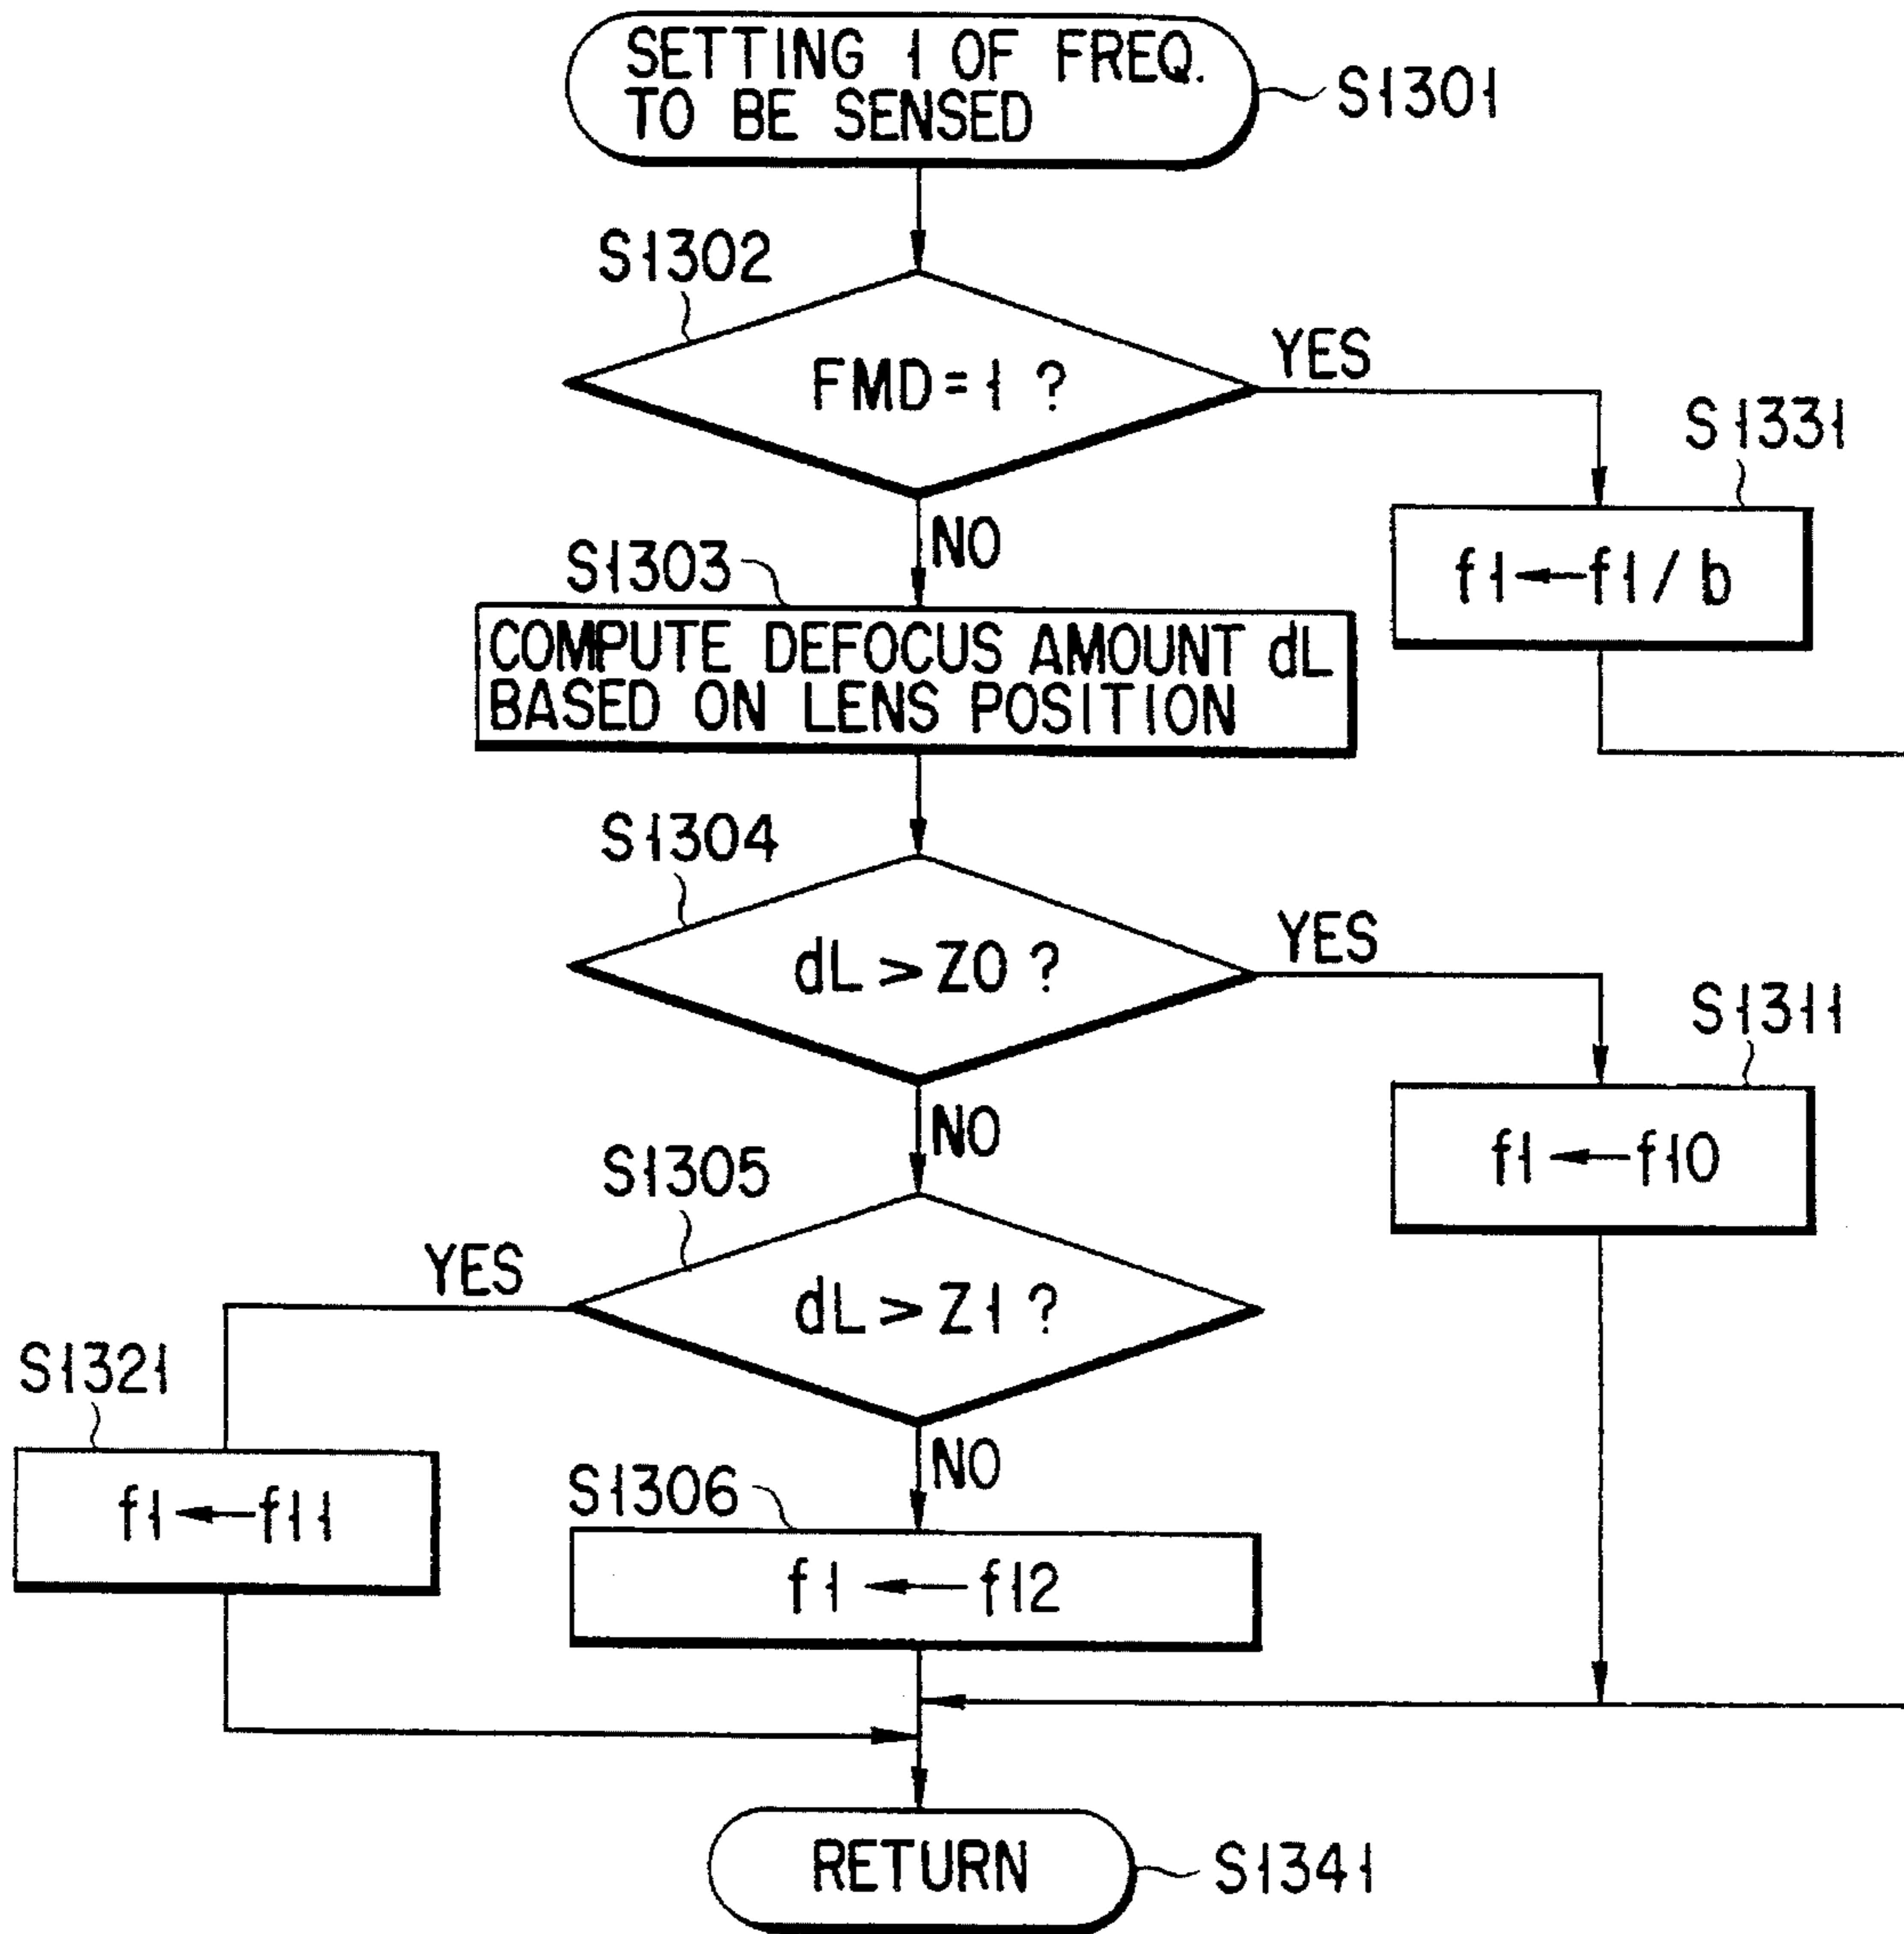 SETTING 1 OF FREQ.
TO BE SENSED
S1301
S1302
FMD=1 ?
YES
S1331
f1←f1/b
NO
S1303
COMPUTE DEFOCUS AMOUNT dL
BASED ON LENS POSITION
S1304
dL > Z0 ?
YES
S1311
f1←f10
NO
S1305
dL > Z1 ?
YES
S1321
f1←f11
NO
S1306
f1←f12
RETURN
S1341